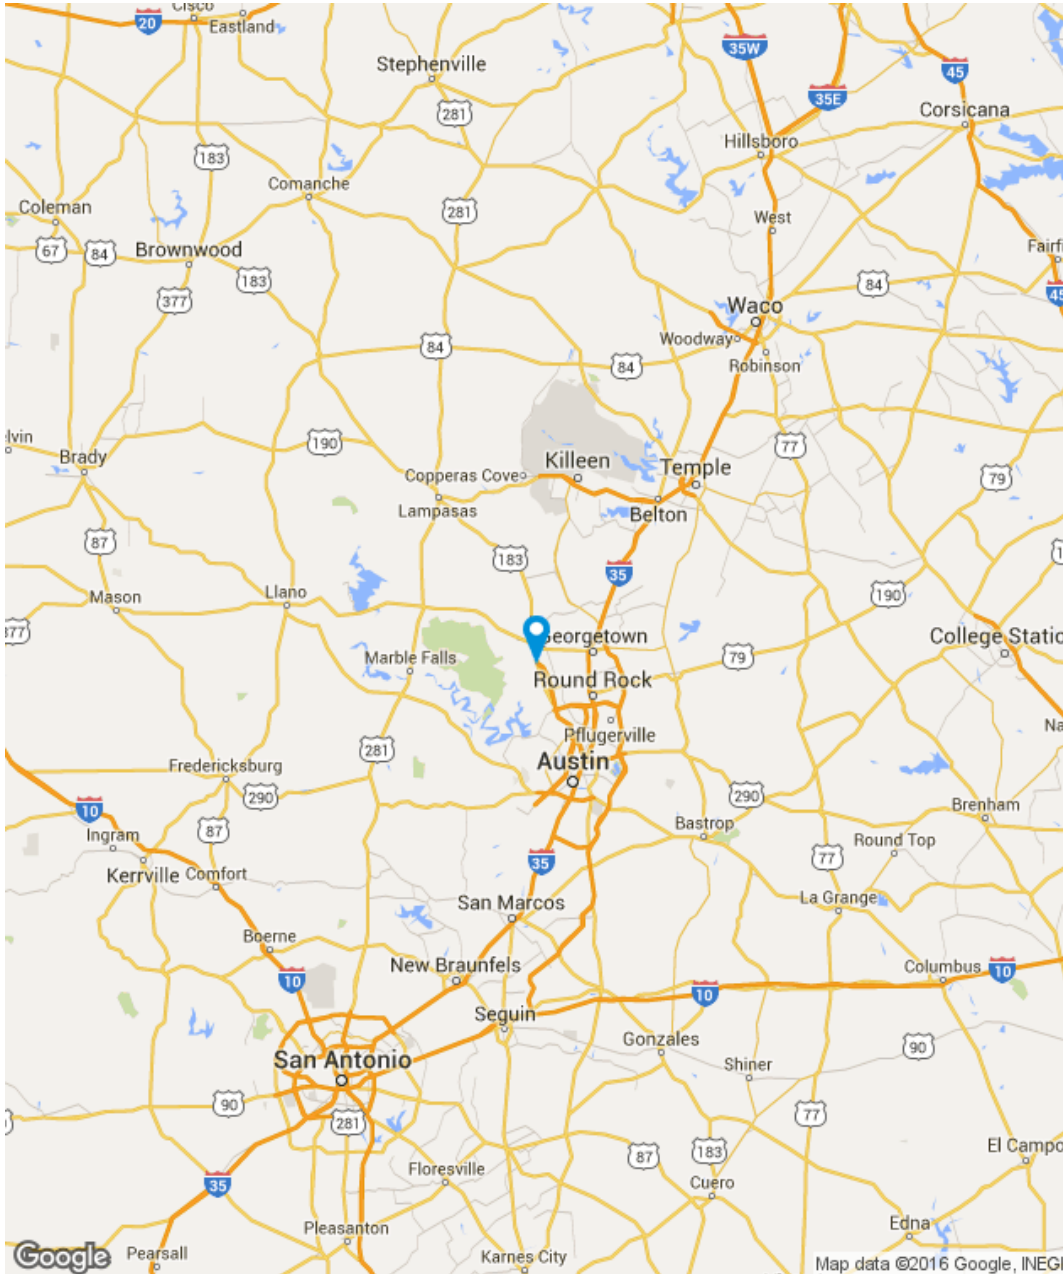 Cisco
20
Eastland
35W
45
Stephenville
35E
281
Corsicana
Hillsboro
183
Comanche
Coleman
281
West
67
84
Brownwood
Fairfi
183
84
377
45
Waco
Woodway
84
84
Robinson
190
77
elvin
Brady
Killeen
Temple
Copperas Cove
79
Lampasas
Belton
87
183
35
Llano
190
Mason
377
Georgetown
College Statio
Marble Falls
79
Round Rock
Na
Pflugerville
281
Austin
Fredericksburg
290
290
10
Brenham
Ingram
87
Bastrop
Round Top
77
35
Kerrville
Comfort
La Grange
San Marcos
Boerne
New Braunfels
Columbus
10
10
10
Seguin
Gonzales
90
San Antonio
Shiner
90
77
281
El Campo
87
183
Floresville
35
Cuero
Pleasanton
Edna
Google
Pearsall
Karnes City
Map data ©2016 Google, INEGI